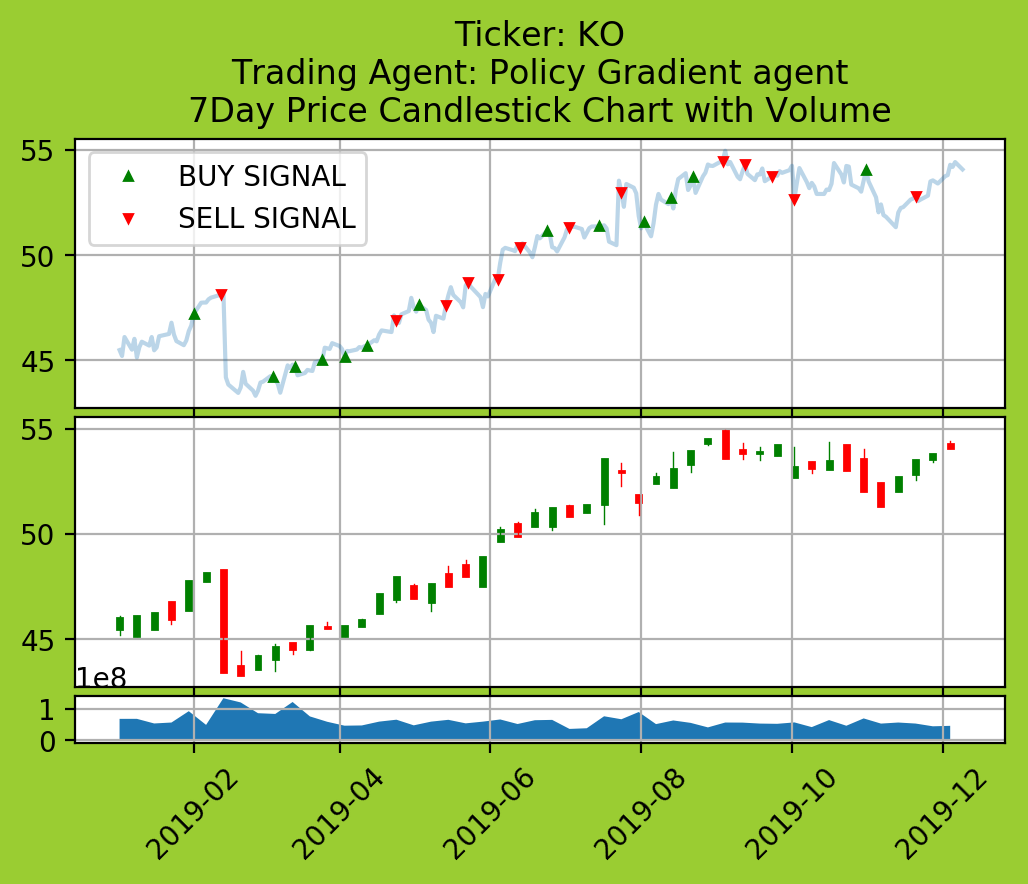 Ticker: KO
Trading Agent: Policy Gradient agent
7Day Price Candlestick Chart with Volume
55
BUY SIGNAL
SELL SIGNAL
50
45
55
50
45
1e8
1
0
2019-02
2019-04
2019-06
2019-08
2019-10
2019-12